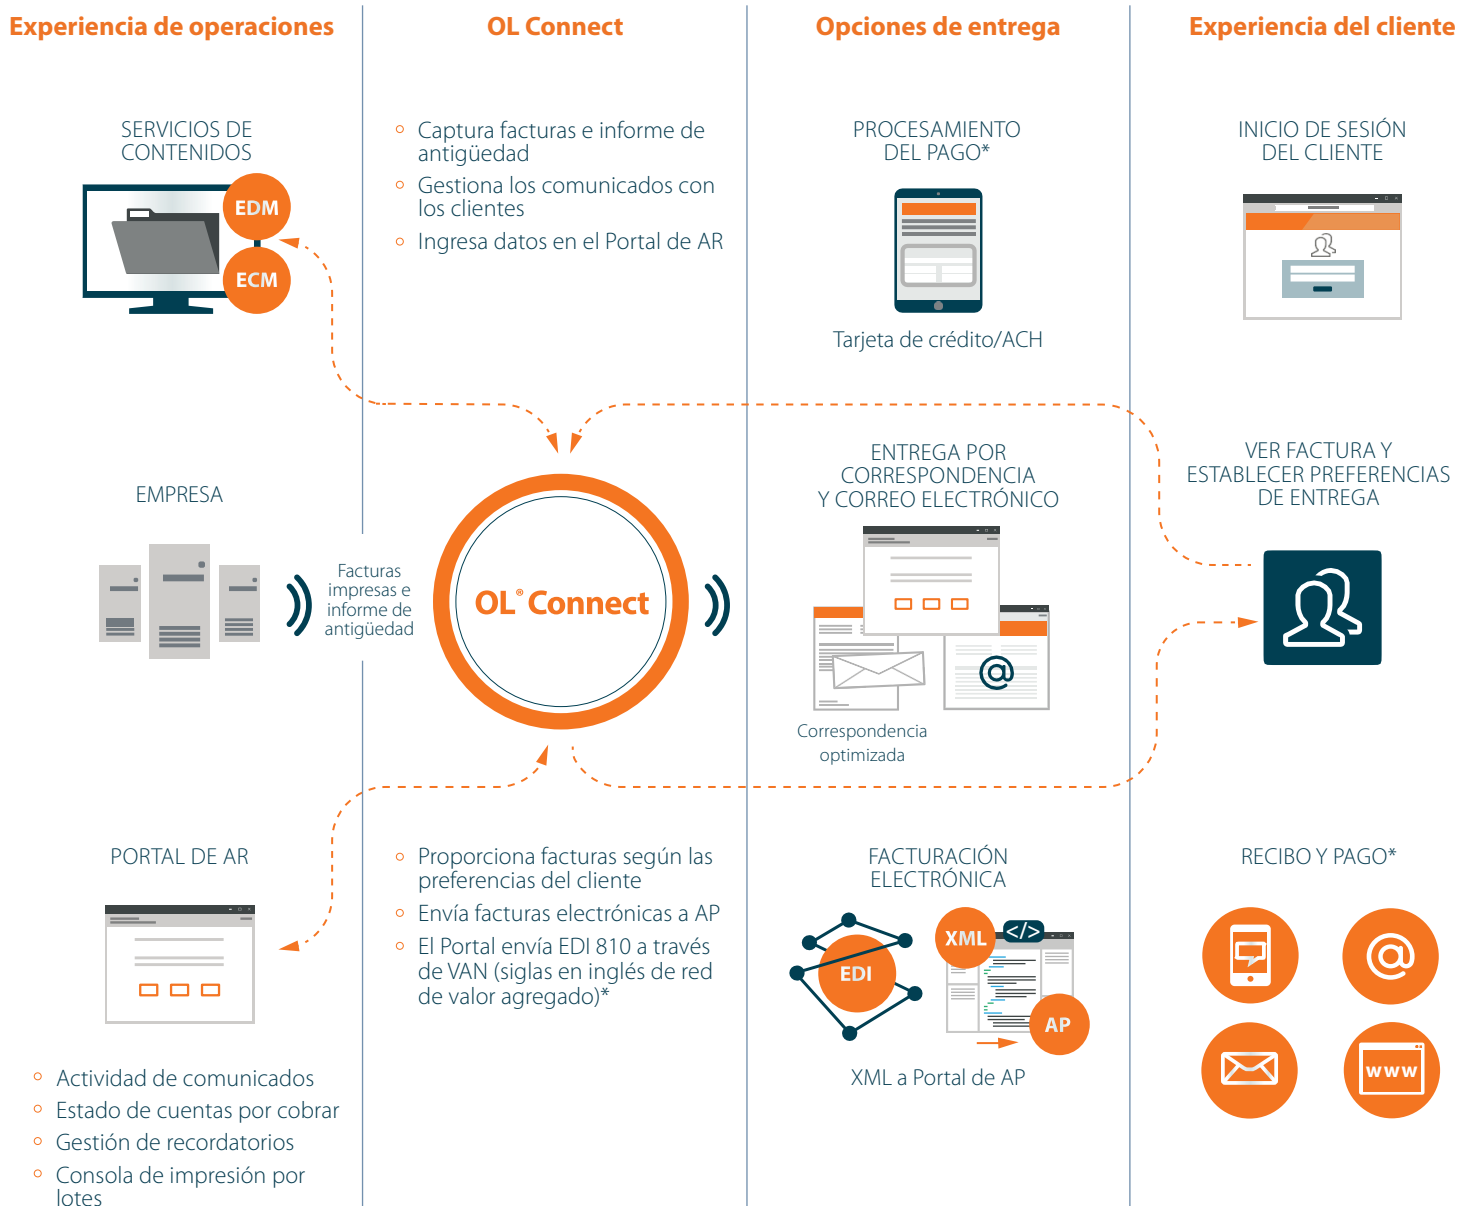 Experiencia de operaciones
SERVICIOS DE
CONTENIDOS
EDM
ECM
EMPRESA
Facturas
impresas e
informe de
antigüedad
PORTAL DE AR
Actividad de comunicados
Estado de cuentas por cobrar
Gestión de recordatorios
Consola de impresión por
lotes
OL Connect
Captura facturas e informe de
antigüedad
Gestiona los comunicados con
los clientes
Ingresa datos en el Portal de AR
OL® Connect
Proporciona facturas según las
preferencias del cliente
Envía facturas electrónicas a AP
El Portal envía EDI 810 a través
de VAN (siglas en inglés de red
de valor agregado)*
Opciones de entrega
PROCESAMIENTO
DEL PAGO*
Tarjeta de crédito/ACH
ENTREGA POR
CORRESPONDENCIA
Y CORREO ELECTRÓNICO
@
Correspondencia
optimizada
FACTURACIÓN
ELECTRÓNICA
EDI
XML
</>
AP
XML a Portal de AP
Experiencia del cliente
INICIO DE SESIÓN
DEL CLIENTE
VER FACTURA Y
ESTABLECER PREFERENCIAS
DE ENTREGA
RECIBO Y PAGO*
@
www